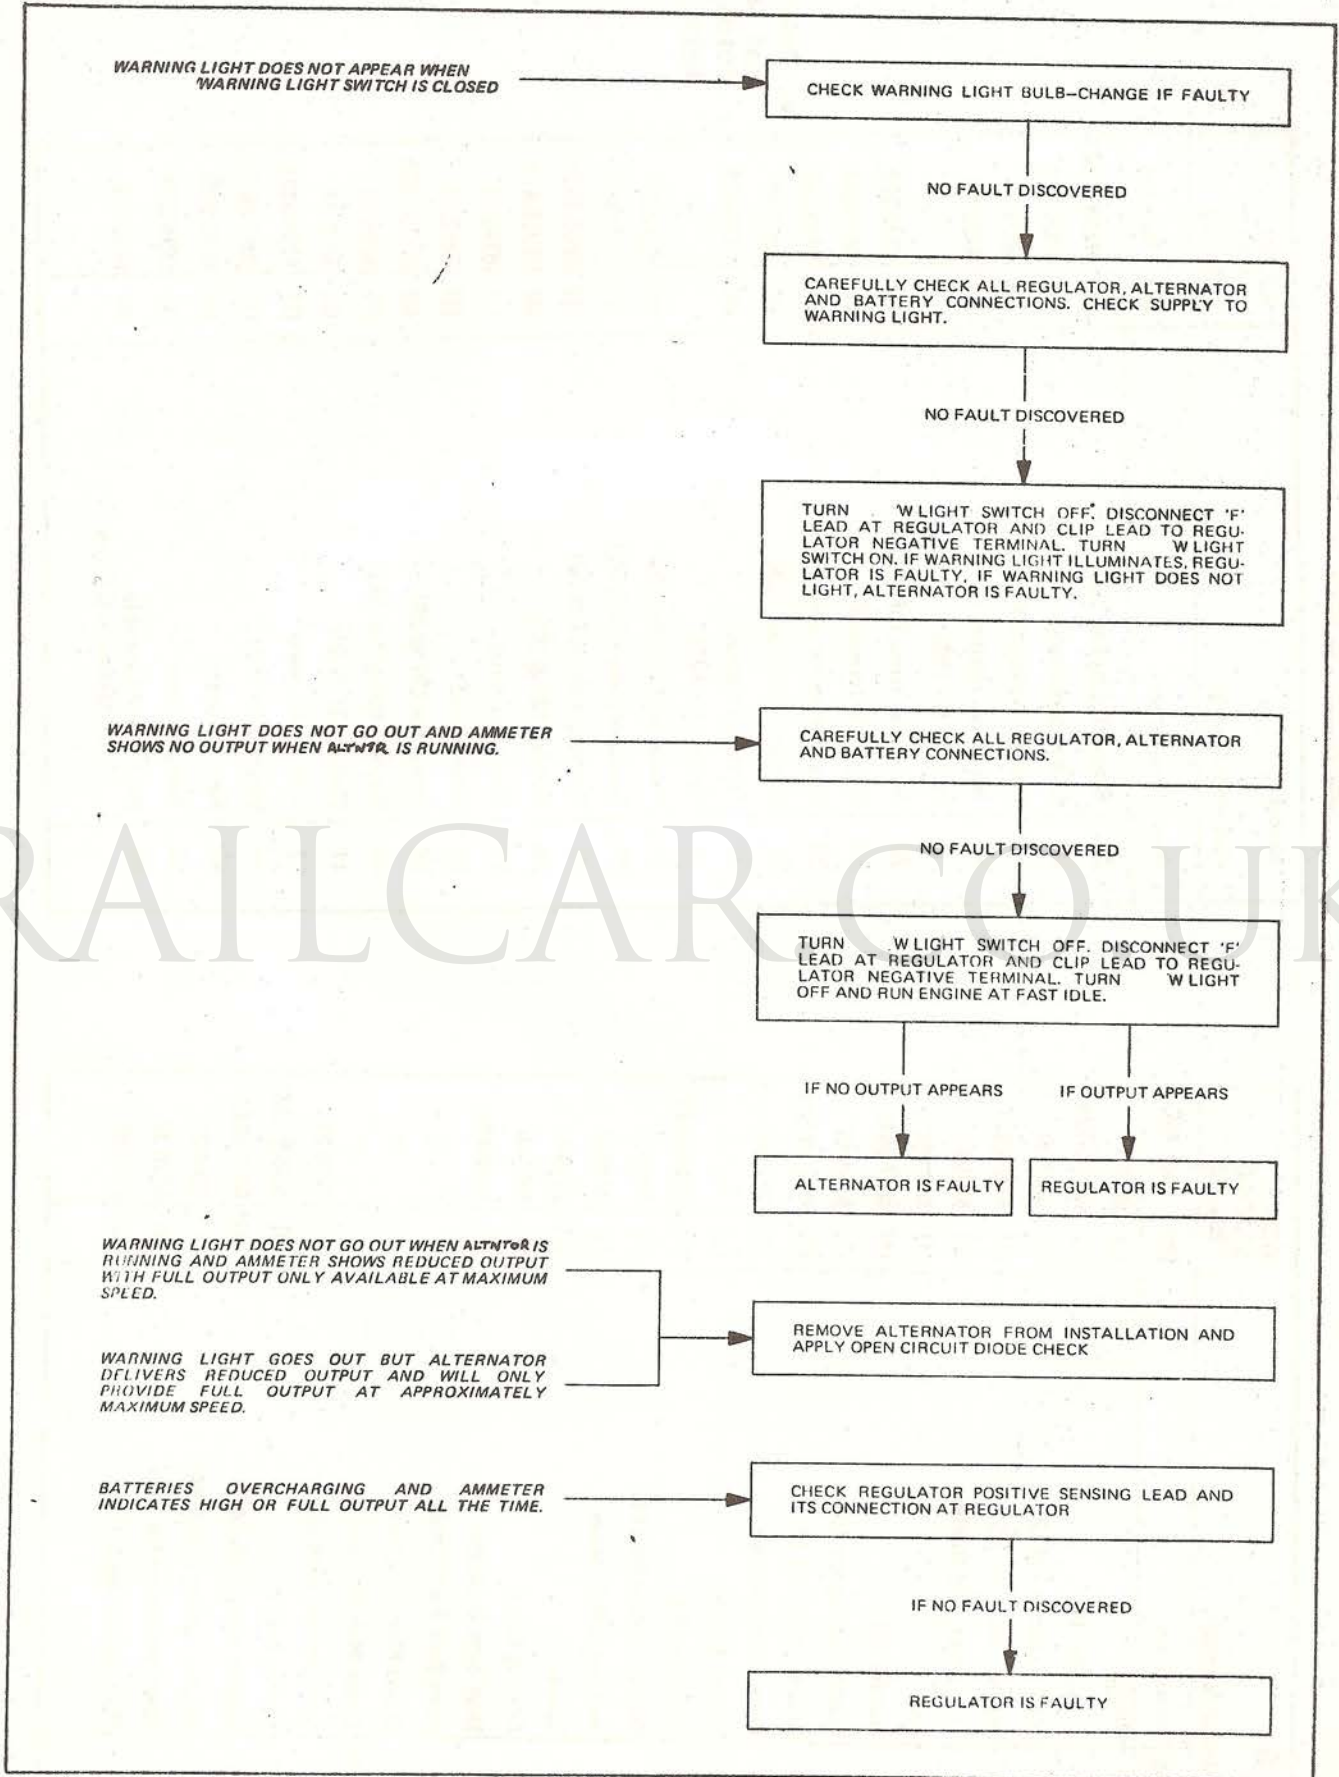 WARNING LIGHT DOES NOT APPEAR WHEN
'WARNING LIGHT SWITCH IS CLOSED
CHECK WARNING LIGHT BULB–CHANGE IF FAULTY
NO FAULT DISCOVERED
CAREFULLY CHECK ALL REGULATOR, ALTERNATOR
AND BATTERY CONNECTIONS. CHECK SUPPLY TO
WARNING LIGHT.
NO FAULT DISCOVERED
TURN W LIGHT SWITCH OFF. DISCONNECT 'F'
LEAD AT REGULATOR AND CLIP LEAD TO REGU-
LATOR NEGATIVE TERMINAL. TURN W LIGHT
SWITCH ON. IF WARNING LIGHT ILLUMINATES, REGU-
LATOR IS FAULTY, IF WARNING LIGHT DOES NOT
LIGHT, ALTERNATOR IS FAULTY.
WARNING LIGHT DOES NOT GO OUT AND AMMETER
SHOWS NO OUTPUT WHEN ALTNTR IS RUNNING.
CAREFULLY CHECK ALL REGULATOR, ALTERNATOR
AND BATTERY CONNECTIONS.
NO FAULT DISCOVERED
RAILCAR.CO.UK
TURN W LIGHT SWITCH OFF. DISCONNECT 'F'
LEAD AT REGULATOR AND CLIP LEAD TO REGU-
LATOR NEGATIVE TERMINAL. TURN W LIGHT
OFF AND RUN ENGINE AT FAST IDLE.
IF NO OUTPUT APPEARS
IF OUTPUT APPEARS
ALTERNATOR IS FAULTY
REGULATOR IS FAULTY
WARNING LIGHT DOES NOT GO OUT WHEN ALTNTOR IS
RUNNING AND AMMETER SHOWS REDUCED OUTPUT
WITH FULL OUTPUT ONLY AVAILABLE AT MAXIMUM
SPEED.
WARNING LIGHT GOES OUT BUT ALTERNATOR
DELIVERS REDUCED OUTPUT AND WILL ONLY
PROVIDE FULL OUTPUT AT APPROXIMATELY
MAXIMUM SPEED.
REMOVE ALTERNATOR FROM INSTALLATION AND
APPLY OPEN CIRCUIT DIODE CHECK
BATTERIES OVERCHARGING AND AMMETER
INDICATES HIGH OR FULL OUTPUT ALL THE TIME.
CHECK REGULATOR POSITIVE SENSING LEAD AND
ITS CONNECTION AT REGULATOR
IF NO FAULT DISCOVERED
REGULATOR IS FAULTY